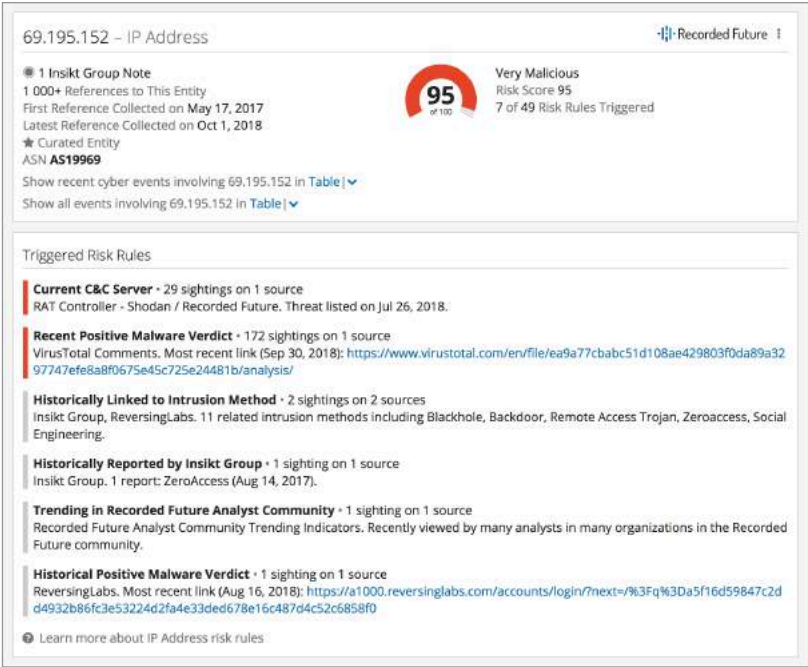 69.195.152 – IP Address
Recorded Future
1 Insikt Group Note
1 000+ References to This Entity
First Reference Collected on May 17, 2017
Latest Reference Collected on Oct 1, 2018
Curated Entity
ASN AS19969
Show recent cyber events involving 69.195.152 in Table |
Show all events involving 69.195.152 in Table |
95
of 100
Very Malicious
Risk Score 95
7 of 49 Risk Rules Triggered
Triggered Risk Rules
Current C&C Server • 29 sightings on 1 source
RAT Controller - Shodan / Recorded Future. Threat listed on Jul 26, 2018.
Recent Positive Malware Verdict • 172 sightings on 1 source
VirusTotal Comments. Most recent link (Sep 30, 2018): https://www.virustotal.com/en/file/ea9a77cbabc51d108ae429803f0da89a32
97747efe8a8f0675e45c725e24481b/analysis/
Historically Linked to Intrusion Method • 2 sightings on 2 sources
Insikt Group, ReversingLabs. 11 related intrusion methods including Blackhole, Backdoor, Remote Access Trojan, Zeroaccess, Social
Engineering.
Historically Reported by Insikt Group • 1 sighting on 1 source
Insikt Group. 1 report: ZeroAccess (Aug 14, 2017).
Trending in Recorded Future Analyst Community • 1 sighting on 1 source
Recorded Future Analyst Community Trending Indicators. Recently viewed by many analysts in many organizations in the Recorded
Future community.
Historical Positive Malware Verdict • 1 sighting on 1 source
ReversingLabs. Most recent link (Aug 16, 2018): https://a1000.reversinglabs.com/accounts/login/?next=/%3Fq%3Da5f16d59847c2d
d4932b86fc3e53224d2fa4e33ded678e16c487d4c52c6858f0
Learn more about IP Address risk rules